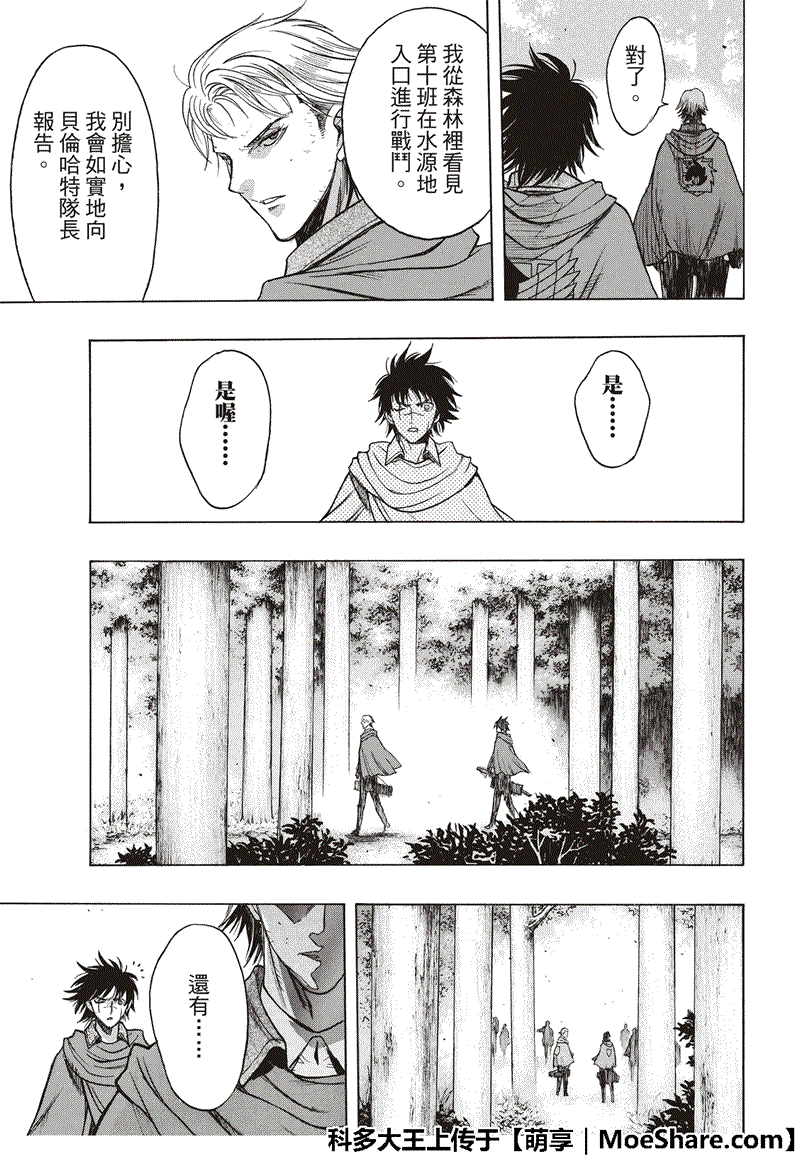 對了。
我從森林裡看見
第十班在水源地
入口進行戰鬥。
別擔心，
我會如實地向
貝倫哈特隊長
報告。
是……
是喔……
還有……
科多大王上传于【萌享｜MoeShare.com】